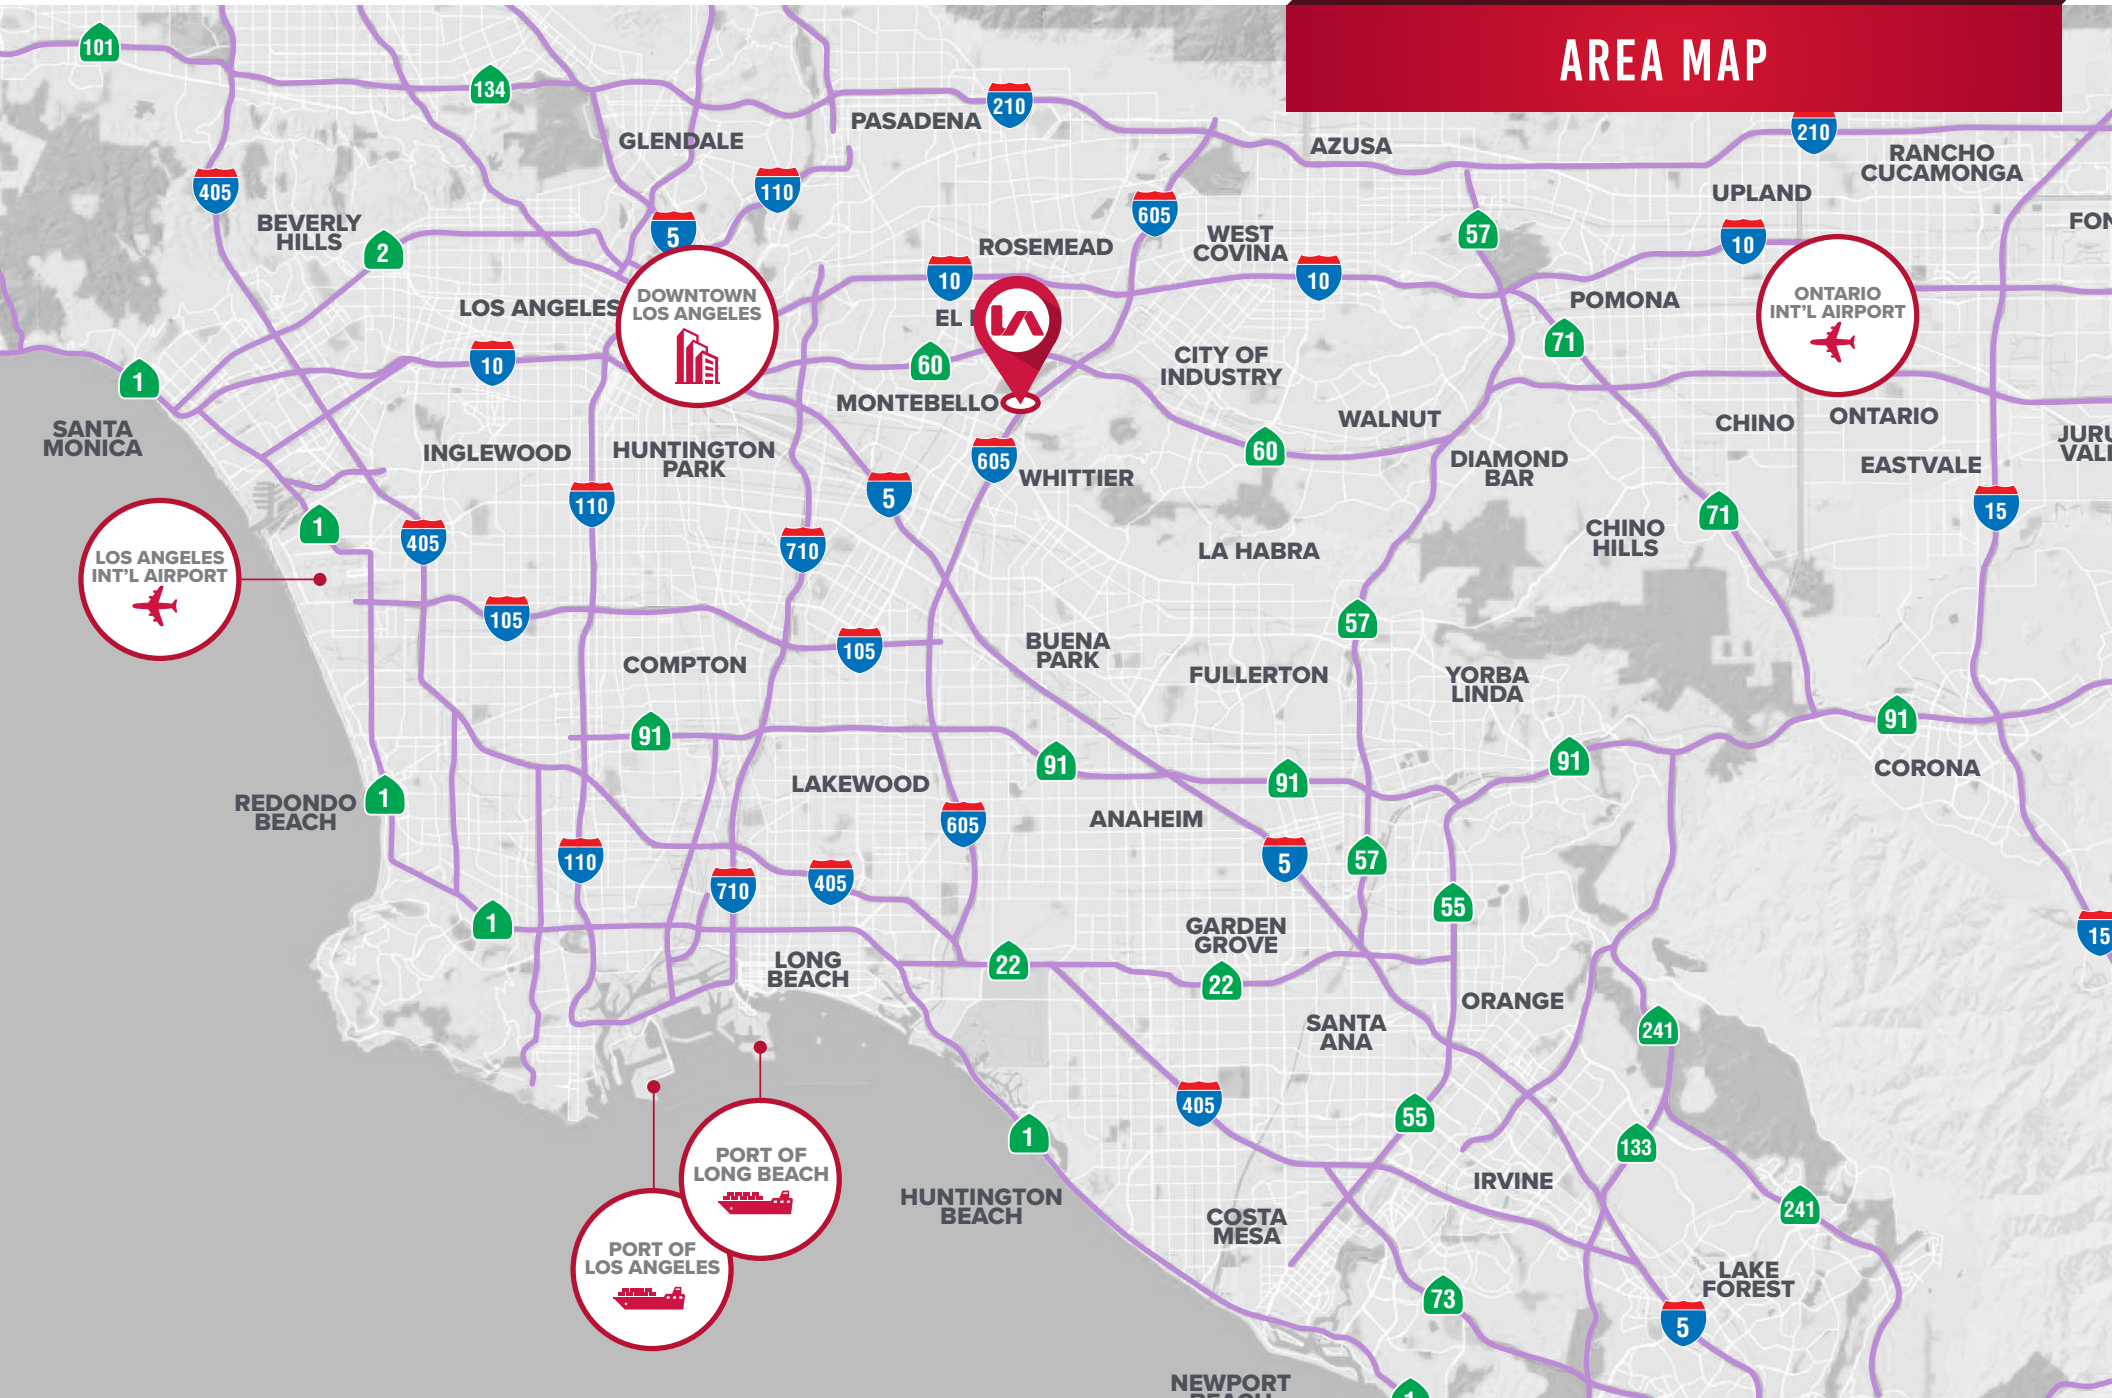 AREA MAP
101
134
PASADENA
210
210
GLENDALE
AZUSA
RANCHO
CUCAMONGA
405
110
UPLAND
605
BEVERLY
HILLS
2
5
ROSEMEAD
WEST
COVINA
57
10
10
10
DOWNTOWN
LOS ANGELES
LOS ANGELES
EL
POMONA
ONTARIO
INT'L AIRPORT
71
10
60
CITY OF
INDUSTRY
1
MONTEBELLO
WALNUT
CHINO
ONTARIO
SANTA
MONICA
INGLEWOOD
HUNTINGTON
PARK
605
WHITTIER
60
DIAMOND
BAR
EASTVALE
110
5
71
15
1
405
710
LA HABRA
CHINO
HILLS
LOS ANGELES
INT'L AIRPORT
105
105
57
COMPTON
BUENA
PARK
FULLERTON
YORBA
LINDA
91
91
91
91
91
CORONA
LAKEWOOD
REDONDO
BEACH
1
605
ANAHEIM
110
710
405
5
57
55
1
GARDEN
GROVE
15
LONG
BEACH
22
22
ORANGE
SANTA
ANA
241
405
55
1
133
PORT OF
LONG BEACH
IRVINE
HUNTINGTON
BEACH
COSTA
MESA
241
PORT OF
LOS ANGELES
LAKE
FOREST
73
5
NEWPORT
BEACH
1